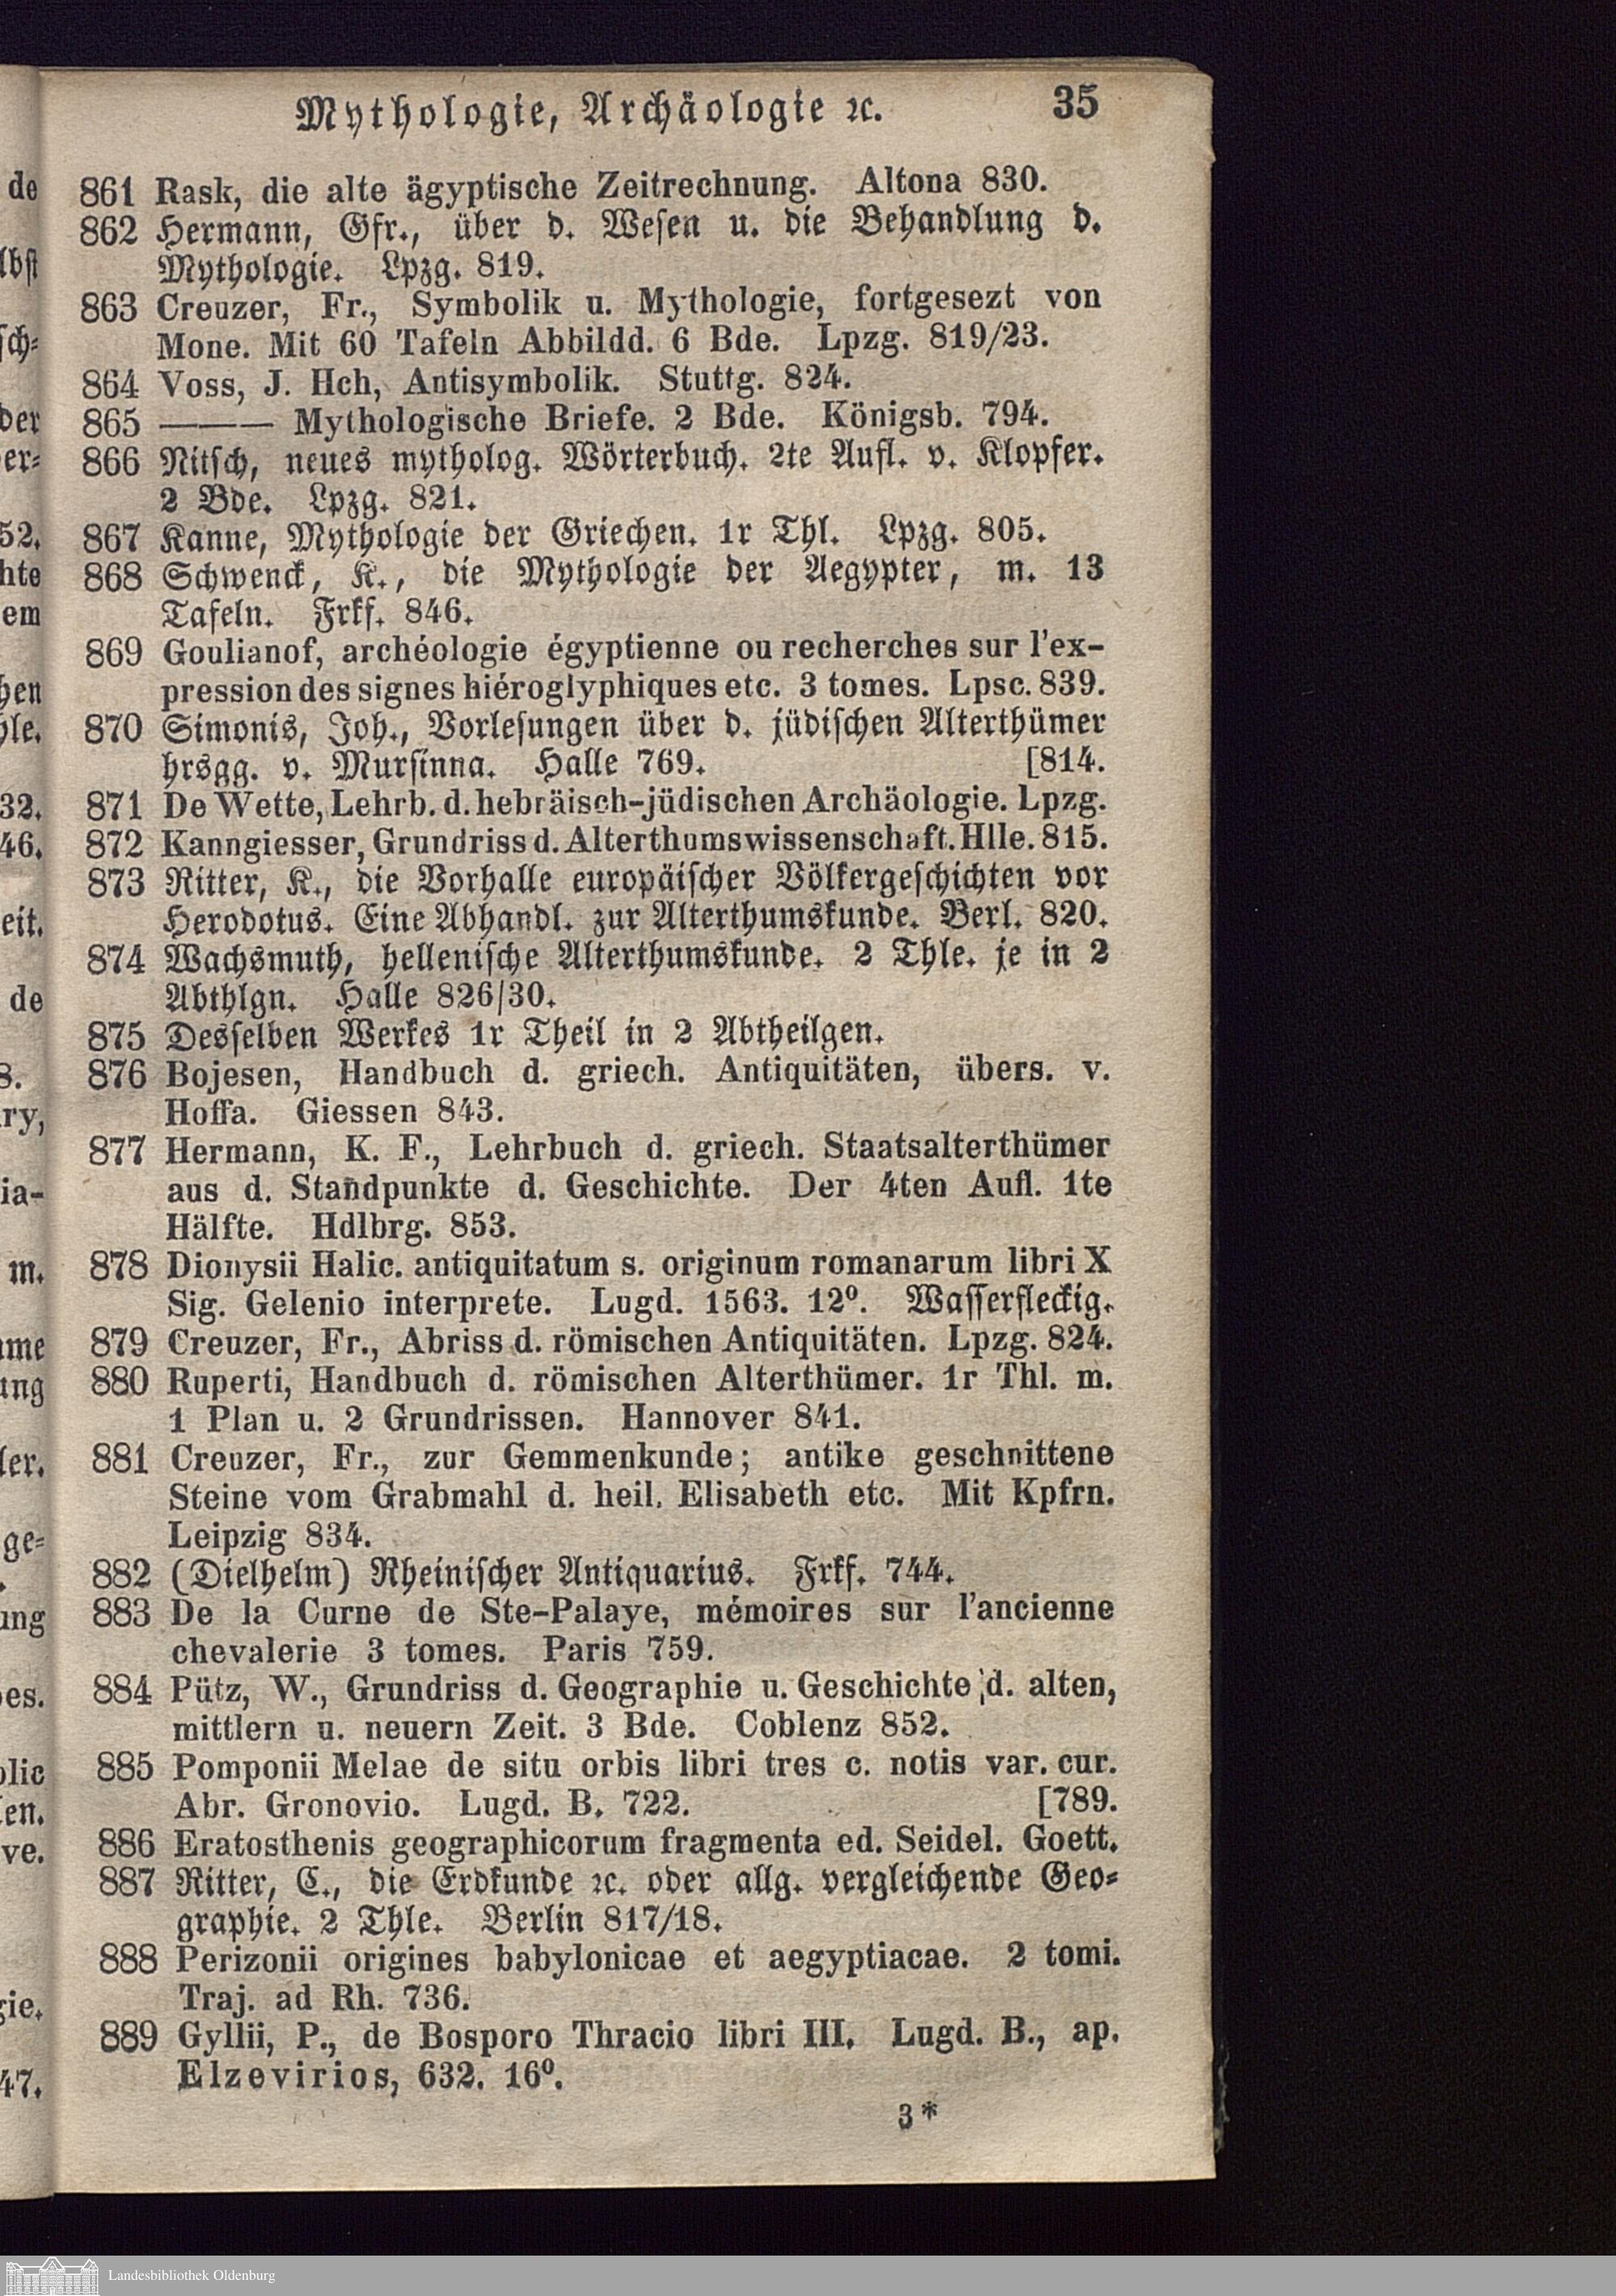 Mythologie, Archäologie ꝛc. 35
861 Rask, die alte ägyptische Zeitrechnung. Altona 830.
862 Hermann, Gfr., über d. Wesen u. die Behandlung d.
Mythologie. Lpzg. 819.
863 Creuzer, Fr., Symbolik u. Mythologie, fortgesezt von
Mone. Mit 60 Tafeln Abbildd. 6 Bde. Lpzg. 819/23.
864 Voss, J. Hch, Antisymbolik. Stuttg. 824.
865 ——— Mythologische Briefe. 2 Bde. Königsb. 794.
866 Nitsch, neues mytholog. Wörterbuch. 2te Aufl. v. Klopfer.
2 Bde. Lpzg. 821.
867 Kanne, Mythologie der Griechen. 1r Thl. Lpzg. 805.
868 Schwenck, K., die Mythologie der Aegypter, m. 13
Tafeln. Frkf. 846.
869 Goulianof, archéologie égyptienne ou recherches sur l'ex-
pression des signes hiéroglyphiques etc. 3 tomes. Lpsc. 839.
870 Simonis, Joh., Vorlesungen über d. jüdischen Alterthümer
hrsgg. v. Mursinna. Halle 769. [814.
871 De Wette, Lehrb. d. hebräisch-jüdischen Archäologie. Lpzg.
872 Kanngiesser, Grundriss d. Alterthumswissenschaft. Hlle. 815.
873 Ritter, K., die Vorhalle europäischer Völkergeschichten vor
Herodotus. Eine Abhandl. zur Alterthumskunde. Berl. 820.
874 Wachsmuth, hellenische Alterthumskunde. 2 Thle. je in 2
Abthlgn. Halle 826/30.
875 Desselben Werkes 1r Theil in 2 Abtheilgen.
876 Bojesen, Handbuch d. griech. Antiquitäten, übers. v.
Hoffa. Giessen 843.
877 Hermann, K. F., Lehrbuch d. griech. Staatsalterthümer
aus d. Standpunkte d. Geschichte. Der 4ten Aufl. 1te
Hälfte. Hdlbrg. 853.
878 Dionysii Halic. antiquitatum s. originum romanarum libri X
Sig. Gelenio interprete. Lugd. 1563. 12⁰. Wasserfleckig.
879 Creuzer, Fr., Abriss d. römischen Antiquitäten. Lpzg. 824.
880 Ruperti, Handbuch d. römischen Alterthümer. 1r Thl. m.
1 Plan u. 2 Grundrissen. Hannover 841.
881 Creuzer, Fr., zur Gemmenkunde; antike geschnittene
Steine vom Grabmahl d. heil. Elisabeth etc. Mit Kpfrn.
Leipzig 834.
882 (Dielhelm) Rheinischer Antiquarius. Frkf. 744.
883 De la Curne de Ste-Palaye, mémoires sur l'ancienne
chevalerie 3 tomes. Paris 759.
884 Pütz, W., Grundriss d. Geographie u. Geschichte d. alten,
mittlern u. neuern Zeit. 3 Bde. Coblenz 852.
885 Pomponii Melae de situ orbis libri tres c. notis var. cur.
Abr. Gronovio. Lugd. B. 722. [789.
886 Eratosthenis geographicorum fragmenta ed. Seidel. Goett.
887 Ritter, C., die Erdkunde ꝛc. oder allg. vergleichende Geo-
graphie. 2 Thle. Berlin 817/18.
888 Perizonii origines babylonicae et aegyptiacae. 2 tomi.
Traj. ad Rh. 736.
889 Gyllii, P., de Bosporo Thracio libri III. Lugd. B., ap.
Elzevirios, 632. 16⁰.
3*
Landesbibliothek Oldenburg